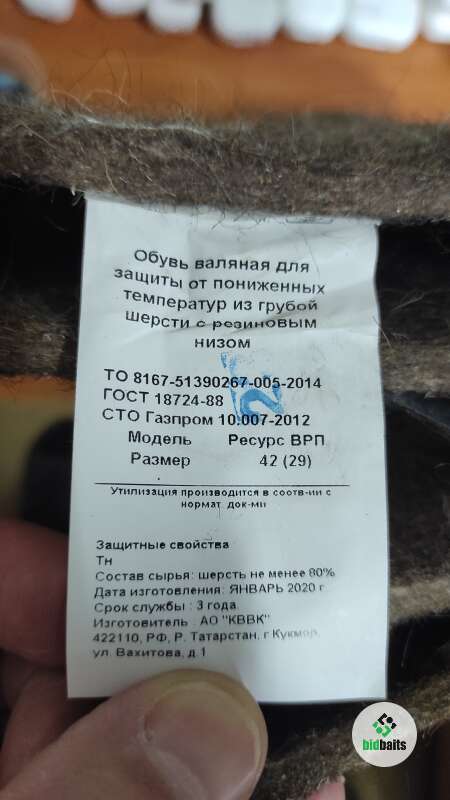 Обувь валяная для
защиты от пониженных
температур из грубой
шерсти с резиновым
низом
ТО 8167-51390267-005-2014
ГОСТ 18724-88
СТО Газпром 10.007-2012
Модель Ресурс ВРП
Размер 42 (29)
Утилизация производится в соотв-ии с
нормат. док-ми
Защитные свойства
Тн
Состав сырья: шерсть не менее 80%
Дата изготовления: ЯНВАРЬ 2020 г
Срок службы : 3 года
Изготовитель : АО "КВВК"
422110, РФ, Р. Татарстан, г Кукмор,
ул. Вахитова, д.1
bidbaits